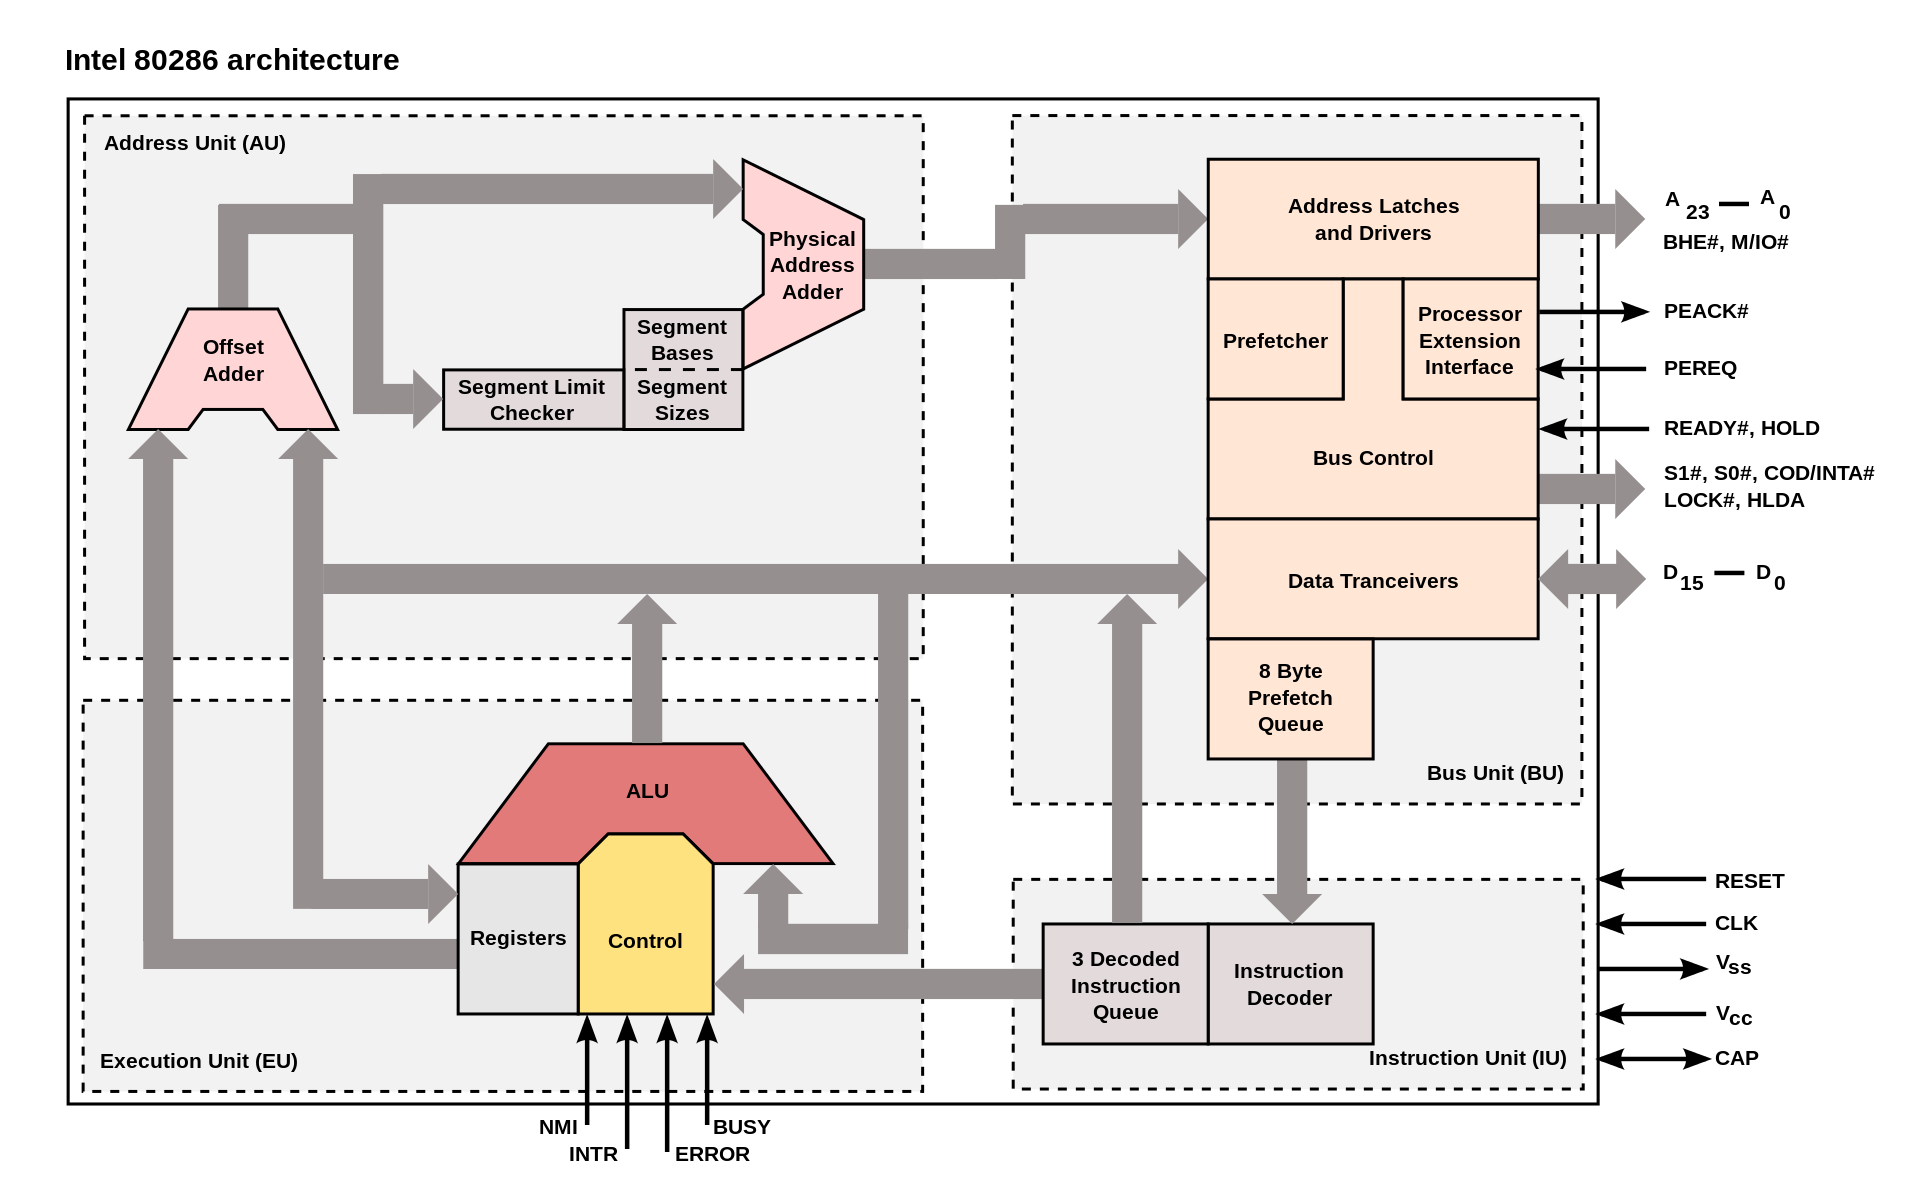 Intel 80286 architecture
Address Unit (AU)
Offset
Adder
Segment Limit
Checker
Segment
Bases
Segment
Sizes
Physical
Address
Adder
Address Latches
and Drivers
Prefetcher
Processor
Extension
Interface
Bus Control
Data Tranceivers
8 Byte
Prefetch
Queue
Bus Unit (BU)
A 23 — A 0
BHE#, M/IO#
PEACK#
PEREQ
READY#, HOLD
S1#, S0#, COD/INTA#
LOCK#, HLDA
D 15 — D 0
ALU
Registers
Control
Execution Unit (EU)
3 Decoded
Instruction
Queue
Instruction
Decoder
Instruction Unit (IU)
RESET
CLK
Vss
Vcc
CAP
NMI
BUSY
INTR
ERROR